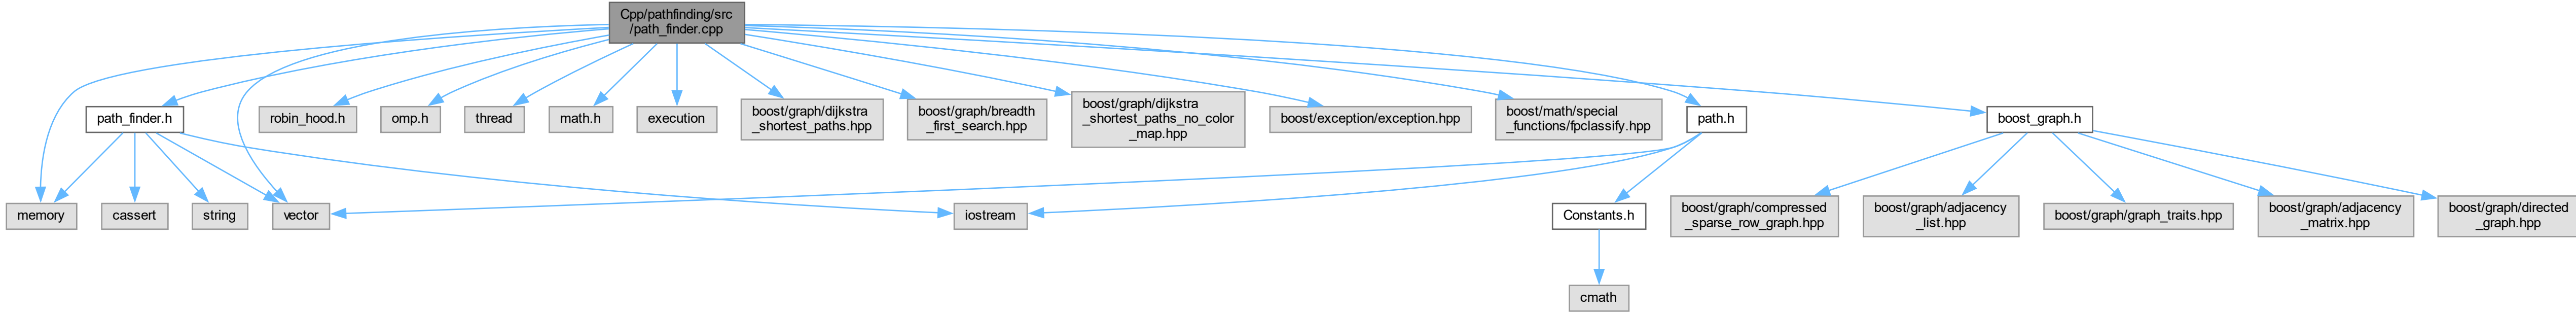 Cpp/pathfinding/src
/path_finder.cpp
path_finder.h
robin_hood.h
omp.h
thread
math.h
execution
boost/graph/dijkstra
_shortest_paths.hpp
boost/graph/breadth
_first_search.hpp
boost/graph/dijkstra
_shortest_paths_no_color
_map.hpp
boost/exception/exception.hpp
boost/math/special
_functions/fpclassify.hpp
path.h
boost_graph.h
memory
cassert
string
vector
iostream
Constants.h
boost/graph/compressed
_sparse_row_graph.hpp
boost/graph/adjacency
_list.hpp
boost/graph/graph_traits.hpp
boost/graph/adjacency
_matrix.hpp
boost/graph/directed
_graph.hpp
cmath